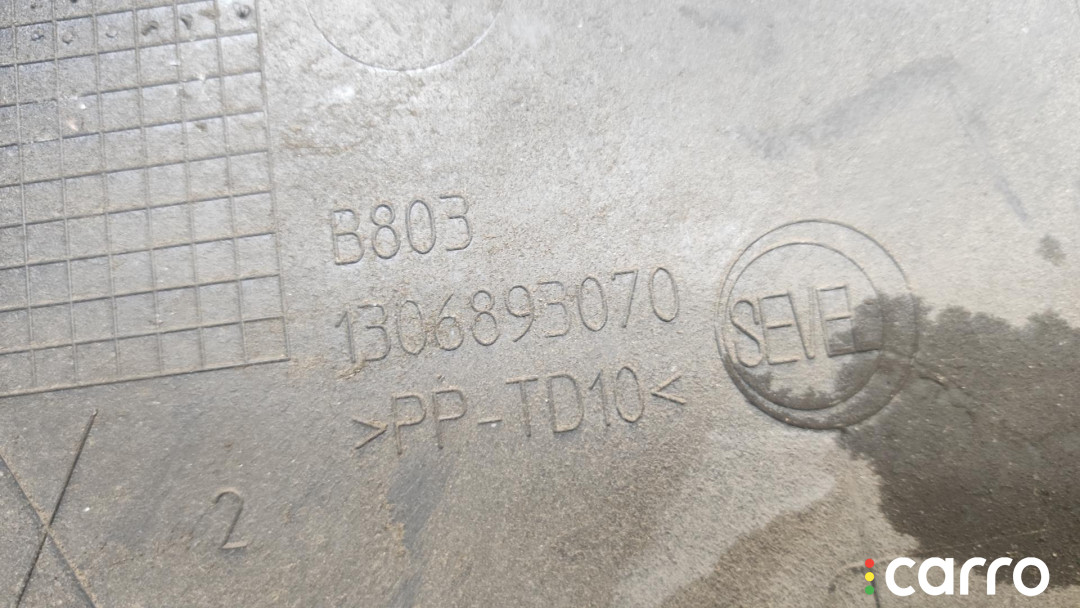 B803
1306893070
>PP-TD10<
SEVEL
2
carro